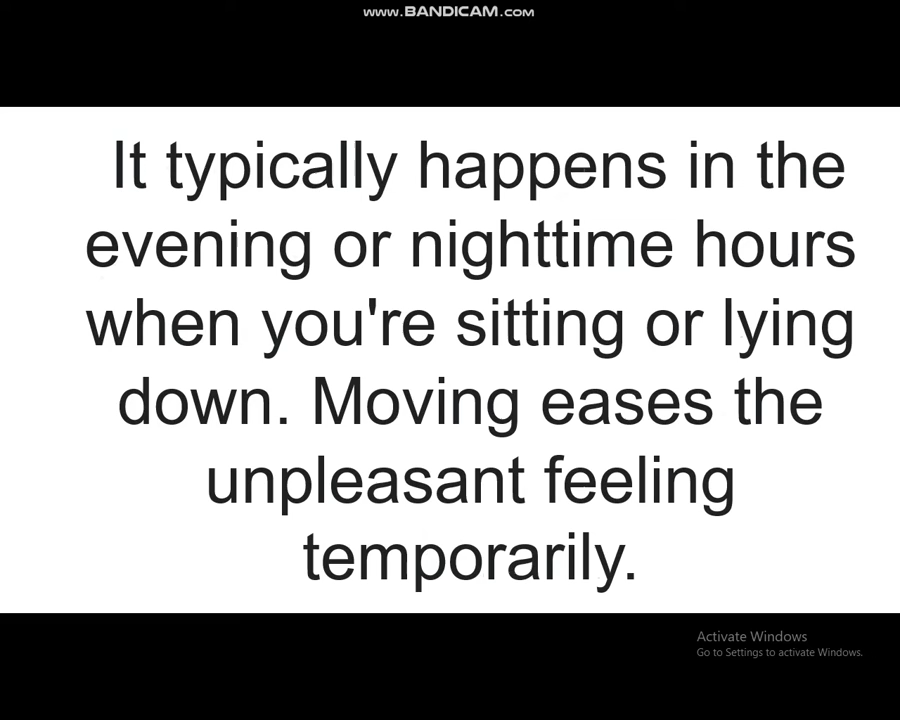 WWW.BANDICAM.COM
It typically happens in the
evening or nighttime hours
when you're sitting or lying
down. Moving eases the
unpleasant feeling
temporarily.
Activate Windows
Go to Settings to activate Windows.